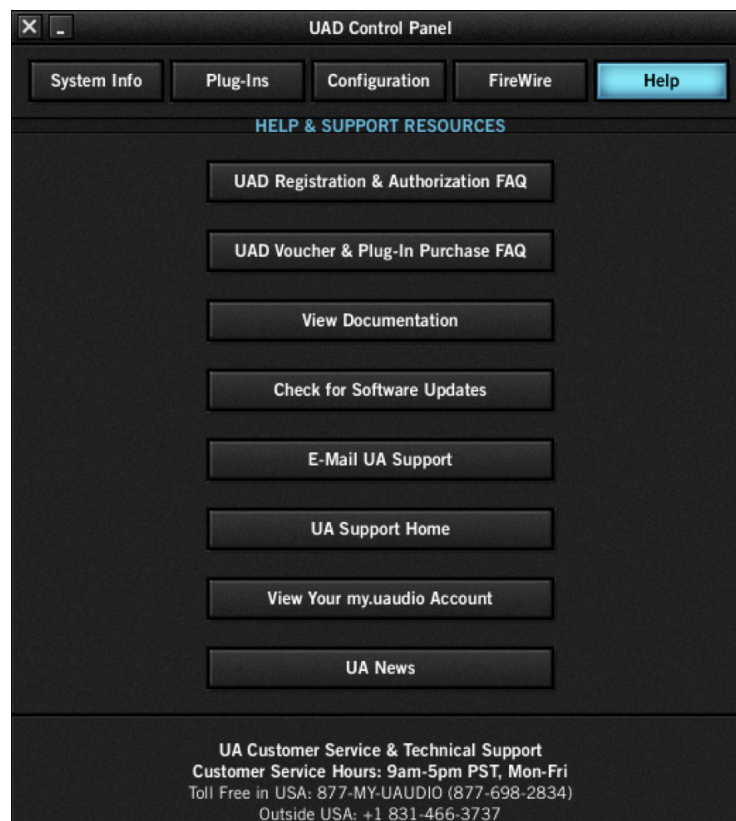 UAD Control Panel
System Info
Plug-Ins
Configuration
FireWire
Help
HELP & SUPPORT RESOURCES
UAD Registration & Authorization FAQ
UAD Voucher & Plug-In Purchase FAQ
View Documentation
Check for Software Updates
E-Mail UA Support
UA Support Home
View Your my.uaudio Account
UA News
UA Customer Service & Technical Support
Customer Service Hours: 9am-5pm PST, Mon-Fri
Toll Free in USA: 877-MY-UAUDIO (877-698-2834)
Outside USA: +1 831-466-3737